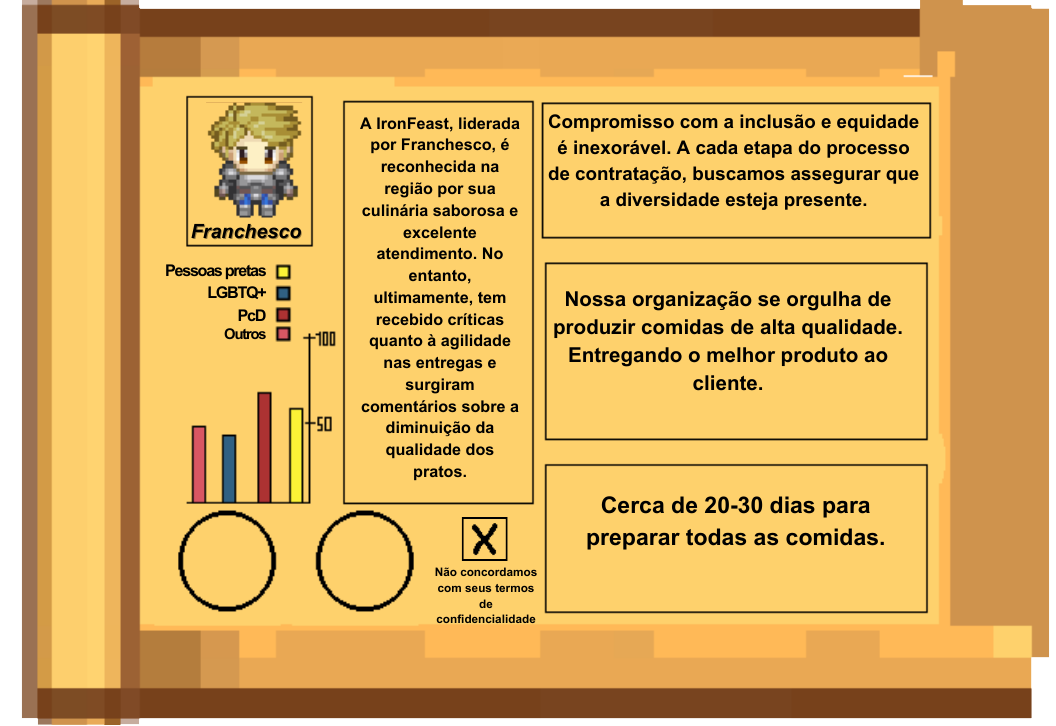 Franchesco
Pessoas pretas
LGBTQ+
PcD
Outros
100
50
A IronFeast, liderada
por Franchesco, é
reconhecida na
região por sua
culinária saborosa e
excelente
atendimento. No
entanto,
ultimamente, tem
recebido críticas
quanto à agilidade
nas entregas e
surgiram
comentários sobre a
diminuição da
qualidade dos
pratos.
X
Não concordamos
com seus termos
de
confidencialidade
Compromisso com a inclusão e equidade
é inexorável. A cada etapa do processo
de contratação, buscamos assegurar que
a diversidade esteja presente.
Nossa organização se orgulha de
produzir comidas de alta qualidade.
Entregando o melhor produto ao
cliente.
Cerca de 20-30 dias para
preparar todas as comidas.